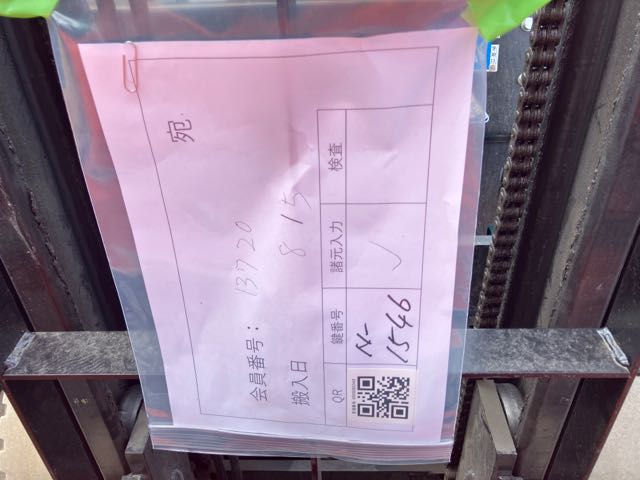 宛
会員番号： 13720
搬入日 8 15
QR 鍵番号 諸元入力 検査
N-
1546